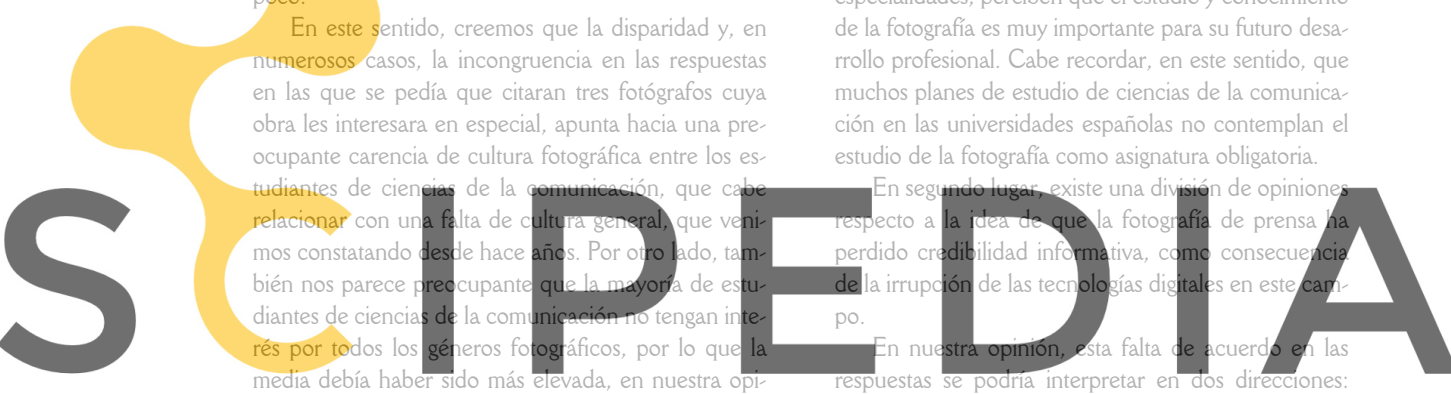 poco.
En este sentido, creemos que la disparidad y, en
numerosos casos, la incongruencia en las respuestas
en las que se pedía que citaran tres fotógrafos cuya
obra les interesara en especial, apunta hacia una pre-
ocupante carencia de cultura fotográfica entre los es-
tudiantes de ciencias de la comunicación, que cabe
relacionar con una falta de cultura general, que veni-
mos constatando desde hace años. Por otro lado, tam-
bién nos parece preocupante que la mayoría de estu-
diantes de ciencias de la comunicación no tengan inte-
rés por todos los géneros fotográficos, por lo que la
media debía haber sido más elevada, en nuestra opi-
especialidades, perciben que el estudio y conocimiento
de la fotografía es muy importante para su futuro desa-
rrollo profesional. Cabe recordar, en este sentido, que
muchos planes de estudio de ciencias de la comunica-
ción en las universidades españolas no contemplan el
estudio de la fotografía como asignatura obligatoria.
En segundo lugar, existe una división de opiniones
respecto a la idea de que la fotografía de prensa ha
perdido credibilidad informativa, como consecuencia
de la irrupción de las tecnologías digitales en este cam-
po.
En nuestra opinión, esta falta de acuerdo en las
respuestas se podría interpretar en dos direcciones:
SCIPEDIA